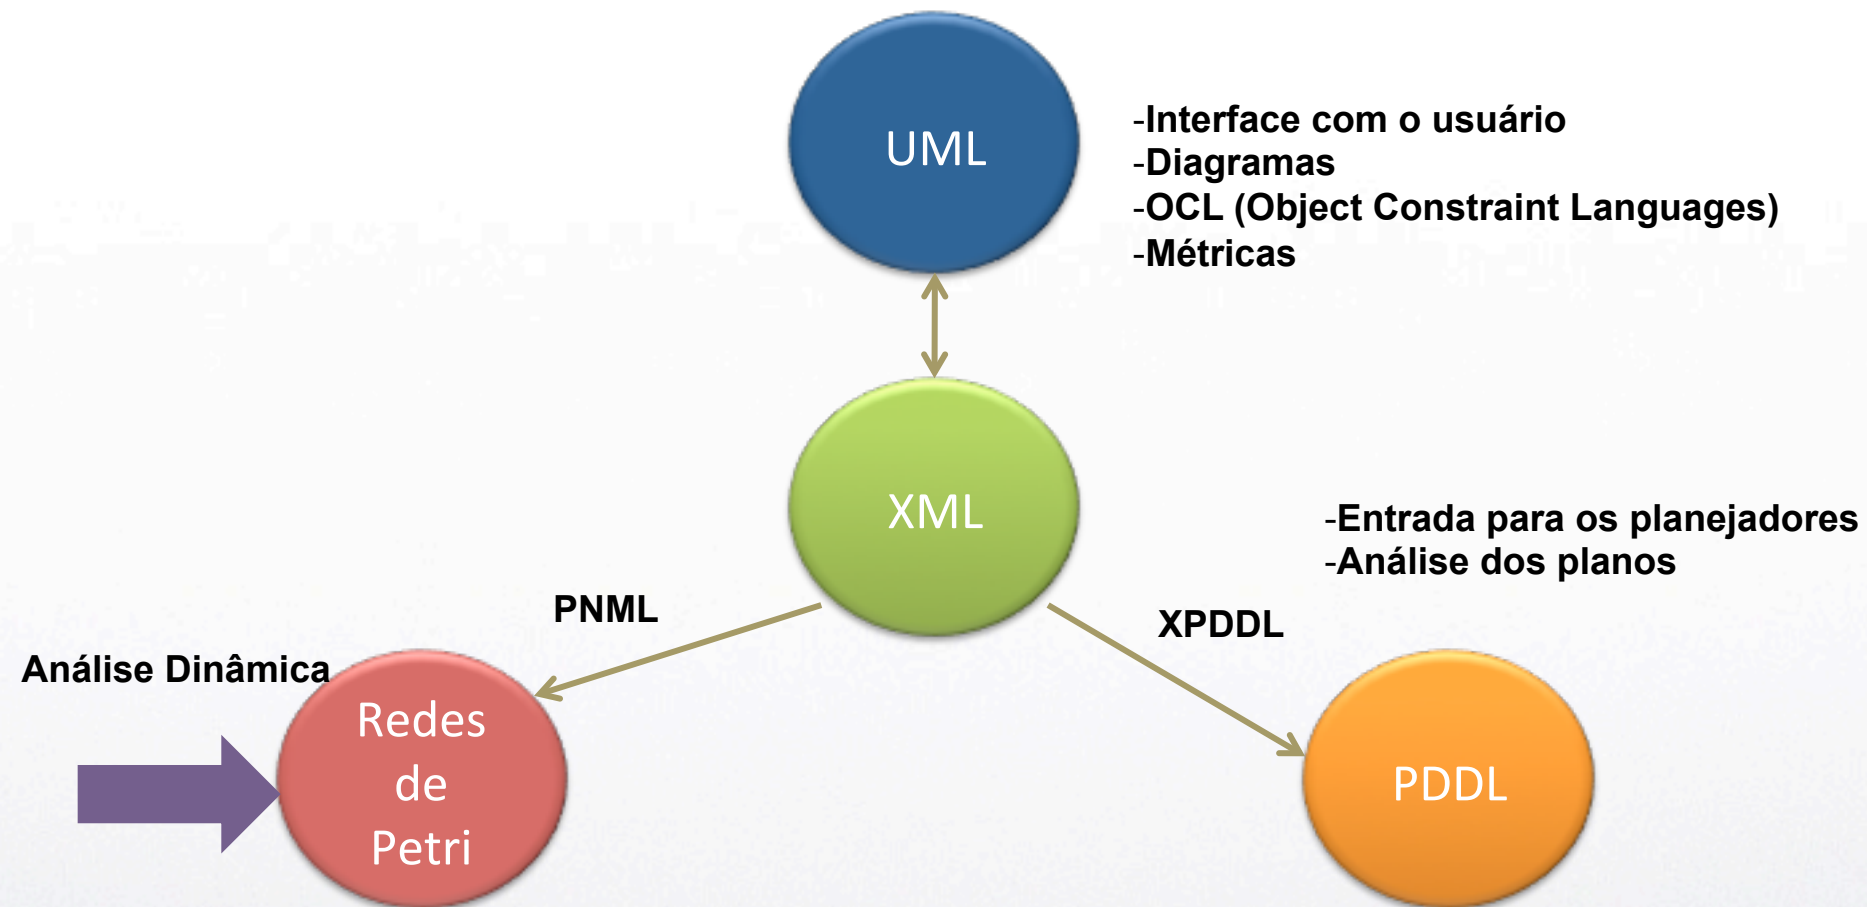 UML
-Interface com o usuário
-Diagramas
-OCL (Object Constraint Languages)
-Métricas
XML
-Entrada para os planejadores
-Análise dos planos
PNML
XPDDL
Análise Dinâmica
Redes
de
Petri
PDDL